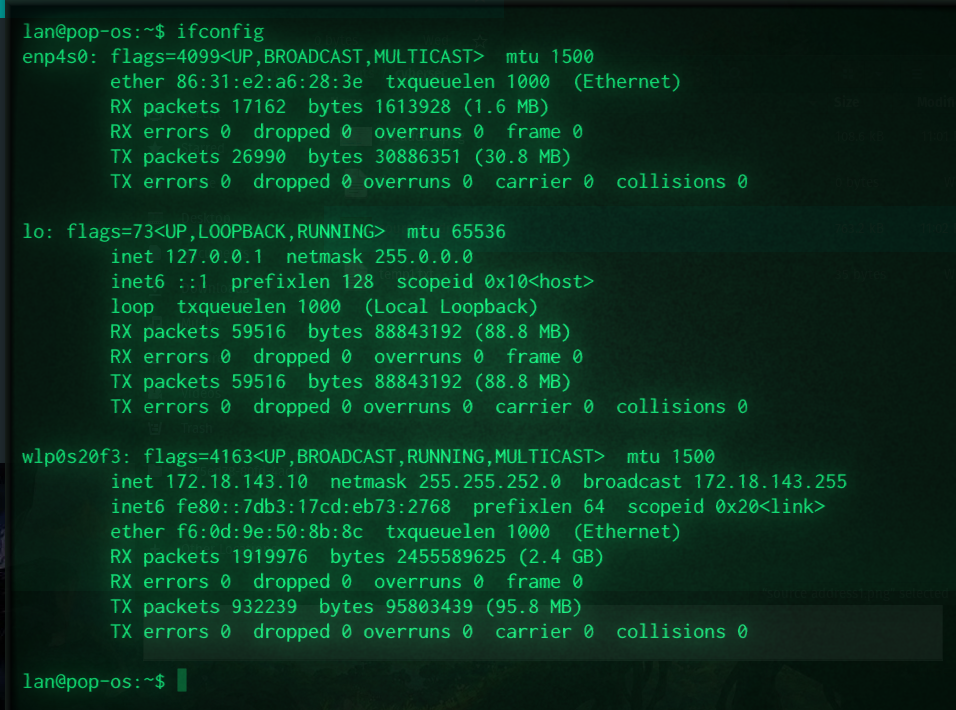 lan@pop-os:~$ ifconfig
enp4s0: flags=4099<UP,BROADCAST,MULTICAST>  mtu 1500
        ether 86:31:e2:a6:28:3e  txqueuelen 1000  (Ethernet)
        RX packets 17162  bytes 1613928 (1.6 MB)
        RX errors 0  dropped 0  overruns 0  frame 0
        TX packets 26990  bytes 30886351 (30.8 MB)
        TX errors 0  dropped 0 overruns 0  carrier 0  collisions 0

lo: flags=73<UP,LOOPBACK,RUNNING>  mtu 65536
        inet 127.0.0.1  netmask 255.0.0.0
        inet6 ::1  prefixlen 128  scopeid 0x10<host>
        loop  txqueuelen 1000  (Local Loopback)
        RX packets 59516  bytes 88843192 (88.8 MB)
        RX errors 0  dropped 0  overruns 0  frame 0
        TX packets 59516  bytes 88843192 (88.8 MB)
        TX errors 0  dropped 0 overruns 0  carrier 0  collisions 0

wlp0s20f3: flags=4163<UP,BROADCAST,RUNNING,MULTICAST>  mtu 1500
        inet 172.18.143.10  netmask 255.255.252.0  broadcast 172.18.143.255
        inet6 fe80::7db3:17cd:eb73:2768  prefixlen 64  scopeid 0x20<link>
        ether f6:0d:9e:50:8b:8c  txqueuelen 1000  (Ethernet)
        RX packets 1919976  bytes 2455589625 (2.4 GB)
        RX errors 0  dropped 0  overruns 0  frame 0
        TX packets 932239  bytes 95803439 (95.8 MB)
        TX errors 0  dropped 0 overruns 0  carrier 0  collisions 0

lan@pop-os:~$